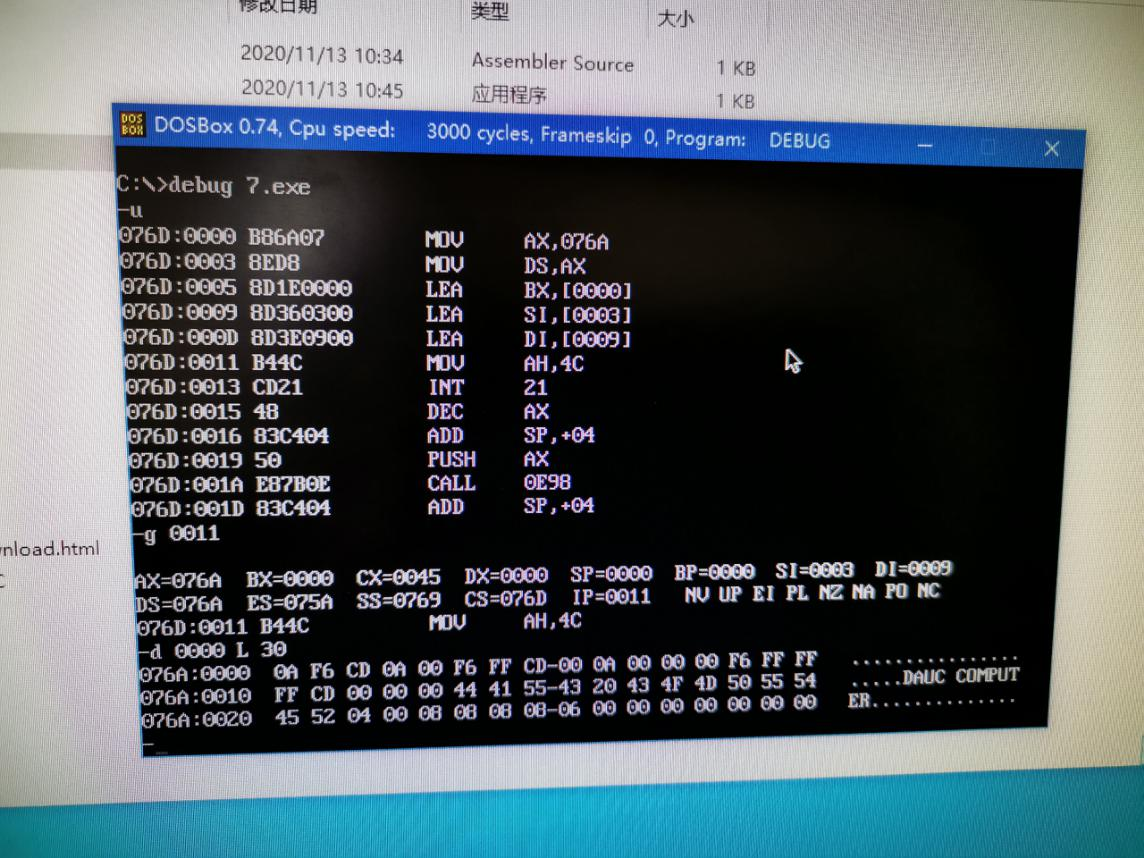 修改日期 类型 大小
2020/11/13 10:34 Assembler Source 1 KB
2020/11/13 10:45 应用程序 1 KB
DOS BOX DOSBox 0.74, Cpu speed: 3000 cycles, Frameskip 0, Program: DEBUG
C:\>debug 7.exe
-u
076D:0000 B86A07 MOV AX,076A
076D:0003 8ED8 MOV DS,AX
076D:0005 8D1E0000 LEA BX,[0000]
076D:0009 8D360300 LEA SI,[0003]
076D:000D 8D3E0900 LEA DI,[0009]
076D:0011 B44C MOV AH,4C
076D:0013 CD21 INT 21
076D:0015 48 DEC AX
076D:0016 83C404 ADD SP,+04
076D:0019 50 PUSH AX
076D:001A E87B0E CALL 0E98
076D:001D 83C404 ADD SP,+04
-g 0011
nload.html
AX=076A BX=0000 CX=0045 DX=0000 SP=0000 BP=0000 SI=0003 DI=0009
DS=076A ES=075A SS=0769 CS=076D IP=0011 NV UP EI PL NZ NA PO NC
076D:0011 B44C MOV AH,4C
-d 0000 L 30
076A:0000 0A F6 CD 0A 00 F6 FF CD-00 0A 00 00 00 F6 FF FF ................
076A:0010 FF CD 00 00 00 44 41 55-43 20 43 4F 4D 50 55 54 .....DAUC COMPUT
076A:0020 45 52 04 00 08 08 08 08-06 00 00 00 00 00 00 00 ER..............
-